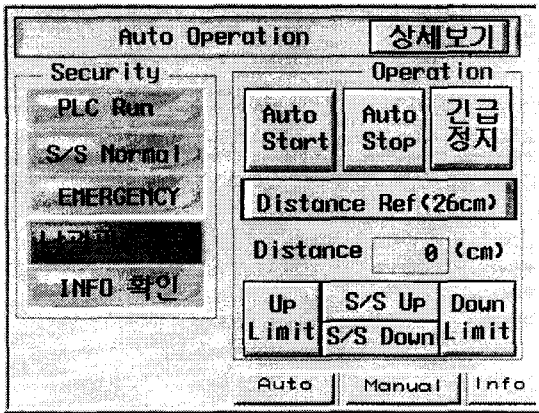 Auto Operation 상세보기
Security
PLC Run
S/S Normal
EMERGENCY
INFO 확인
Operation
Auto Start
Auto Stop
긴급 정지
Distance Ref(26cm)
Distance 0 (cm)
Up Limit
S/S Up
S/S Down
Down Limit
Auto Manual Info